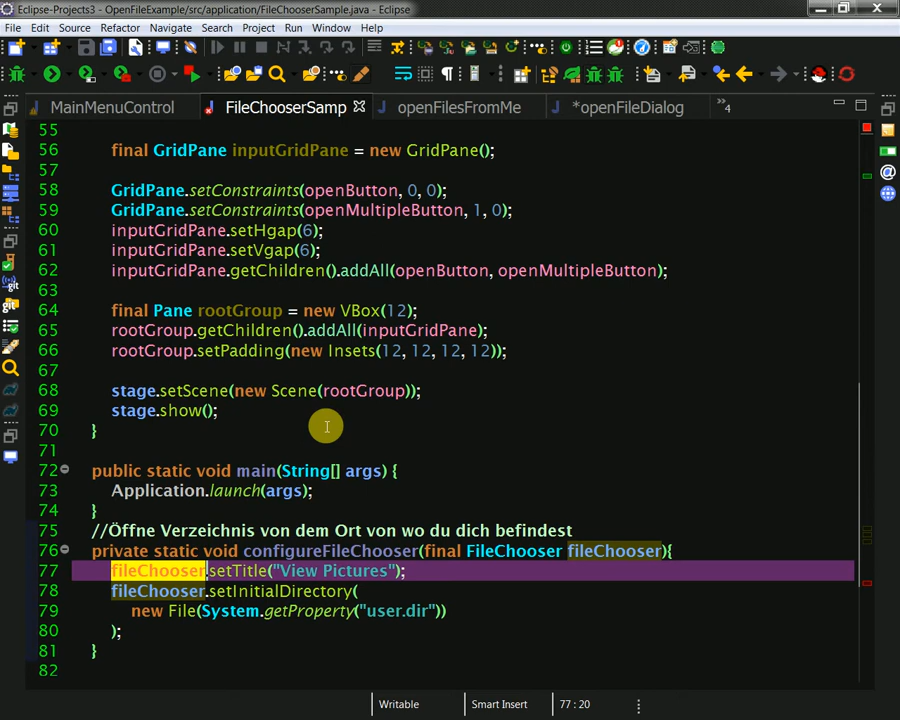 Eclipse-Projects3 - OpenFileExample/src/application/FileChooserSample.java - Eclipse
File Edit Source Refactor Navigate Search Project Run Window Help
MainMenuControl FileChooserSamp openFilesFromMe *openFileDialog »4
55
56 final GridPane inputGridPane = new GridPane();
57
58 GridPane.setConstraints(openButton, 0, 0);
59 GridPane.setConstraints(openMultipleButton, 1, 0);
60 inputGridPane.setHgap(6);
61 inputGridPane.setVgap(6);
62 inputGridPane.getChildren().addAll(openButton, openMultipleButton);
63
64 final Pane rootGroup = new VBox(12);
65 rootGroup.getChildren().addAll(inputGridPane);
66 rootGroup.setPadding(new Insets(12, 12, 12, 12));
67
68 stage.setScene(new Scene(rootGroup));
69 stage.show();
70 }
71
72 public static void main(String[] args) {
73 Application.launch(args);
74 }
75 //Öffne Verzeichnis von dem Ort von wo du dich befindest
76 private static void configureFileChooser(final FileChooser fileChooser){
77 fileChooser.setTitle("View Pictures");
78 fileChooser.setInitialDirectory(
79 new File(System.getProperty("user.dir"))
80 );
81 }
82
Writable Smart Insert 77 : 20